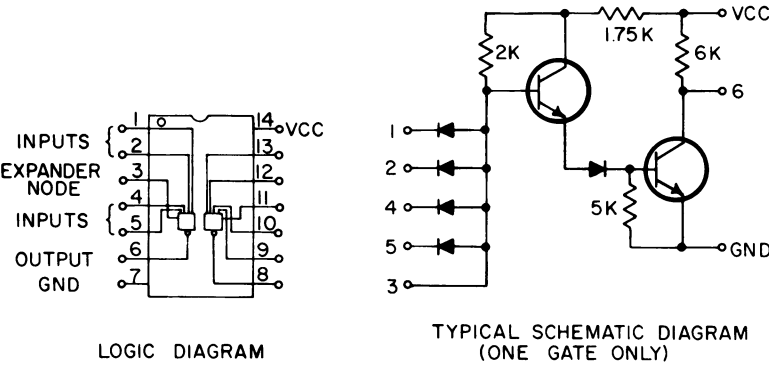 1
INPUTS
2
EXPANDER
NODE
3
4
INPUTS
5
OUTPUT
6
GND
7
14
VCC
13
12
11
10
9
8
LOGIC DIAGRAM
VCC
1.75K
2K
6K
6
1
2
4
5
3
5K
GND
TYPICAL SCHEMATIC DIAGRAM
(ONE GATE ONLY)